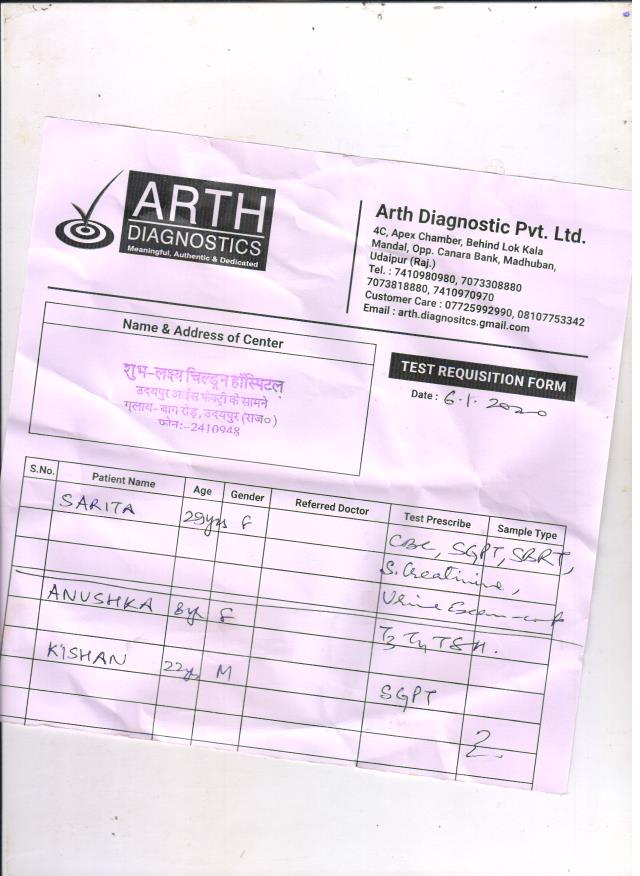 ARTH
DIAGNOSTICS
Meaningful, Authentic & Dedicated
Arth Diagnostic Pvt. Ltd.
4C, Apex Chamber, Behind Lok Kala
Mandal, Opp. Canara Bank, Madhuban,
Udaipur (Raj.)
Tel. : 7410980980, 7073308880
7073818880, 7410970970
Customer Care : 07725992990, 08107753342
Email : arth.diagnositcs.gmail.com
Name & Address of Center
शुभ-लक्ष्य चिल्ड्रन हॉस्पिटल
उदयपुर आईस फेक्ट्री के सामने
गुलाब-बाग रोड़, उदयपुर (राज०)
फोन:-2410948
TEST REQUISITION FORM
Date : 6.1.2020
S.No. Patient Name Age Gender Referred Doctor Test Prescribe Sample Type
SARITA 29yrs F CBC, SGPT, SBRT,
S. Creatinine,
Urine
ANUSHKA 8y F T3 T4 TSH.
KISHAN 22y M SGPT